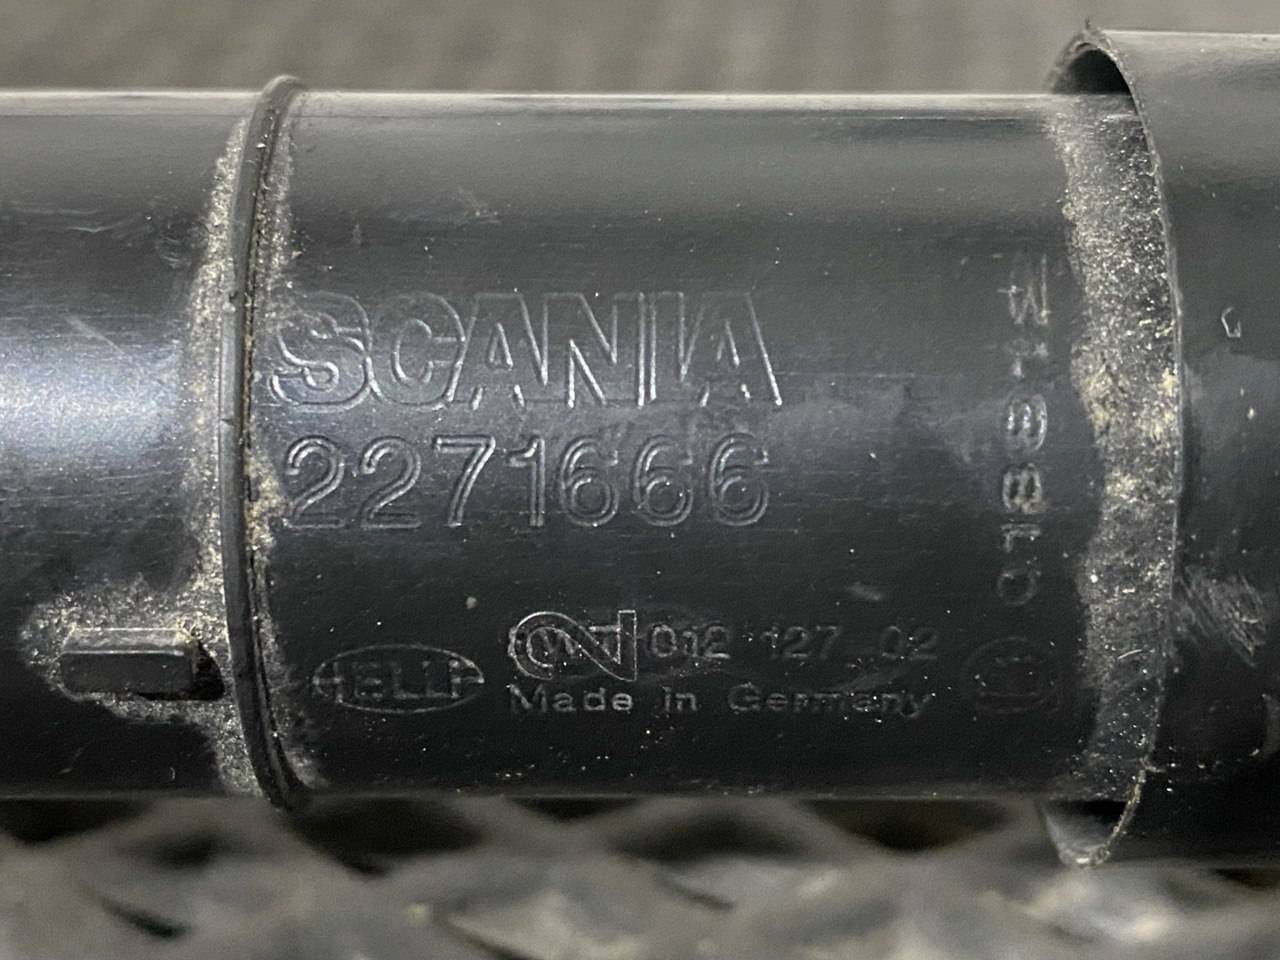 SCANIA
2271666
HELLA
012 127-02
Made in Germany